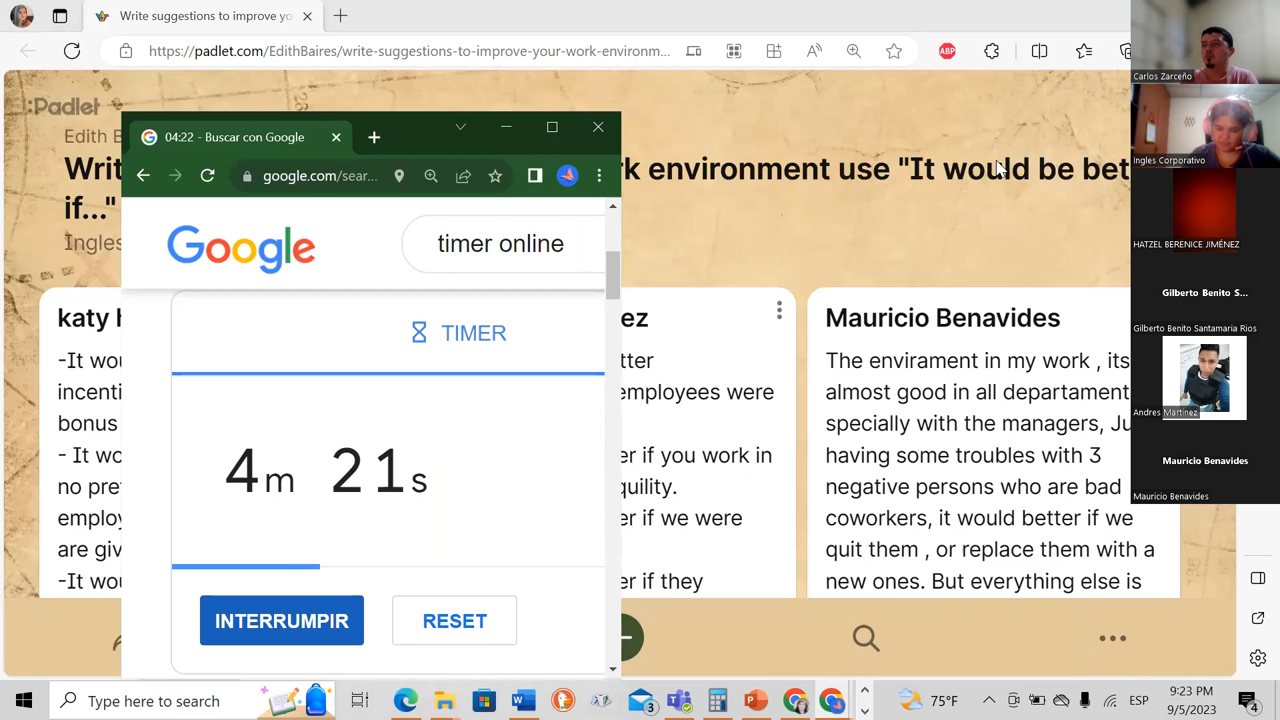 Write suggestions to improve yo
https://padlet.com/EdithBaires/write-suggestions-to-improve-your-work-environm...
ABP
:Padlet
Edith B
Writ
k environment use "It would be bet
if..."
Ingles
04:22 - Buscar con Google
google.com/sear...
Google
timer online
TIMER
4m 21s
INTERRUMPIR
RESET
katy h
-It wou
incenti
bonus
- It wo
no pre
employ
are giv
-It wou
ez
tter
employees were
er if you work in
quility.
er if we were
er if they
Mauricio Benavides
The envirament in my work , its
almost good in all departament
specially with the managers, Ju
having some troubles with 3
negative persons who are bad
coworkers, it would better if we
quit them , or replace them with a
new ones. But everything else is
Carlos Zarceño
Ingles Corporativo
HATZEL BERENICE JIMÉNEZ
Gilberto Benito S...
Gilberto Benito Santamaria Rios
Andres Martinez
Mauricio Benavides
Mauricio Benavides
Type here to search
3
75°F
ESP
9:23 PM
9/5/2023
4